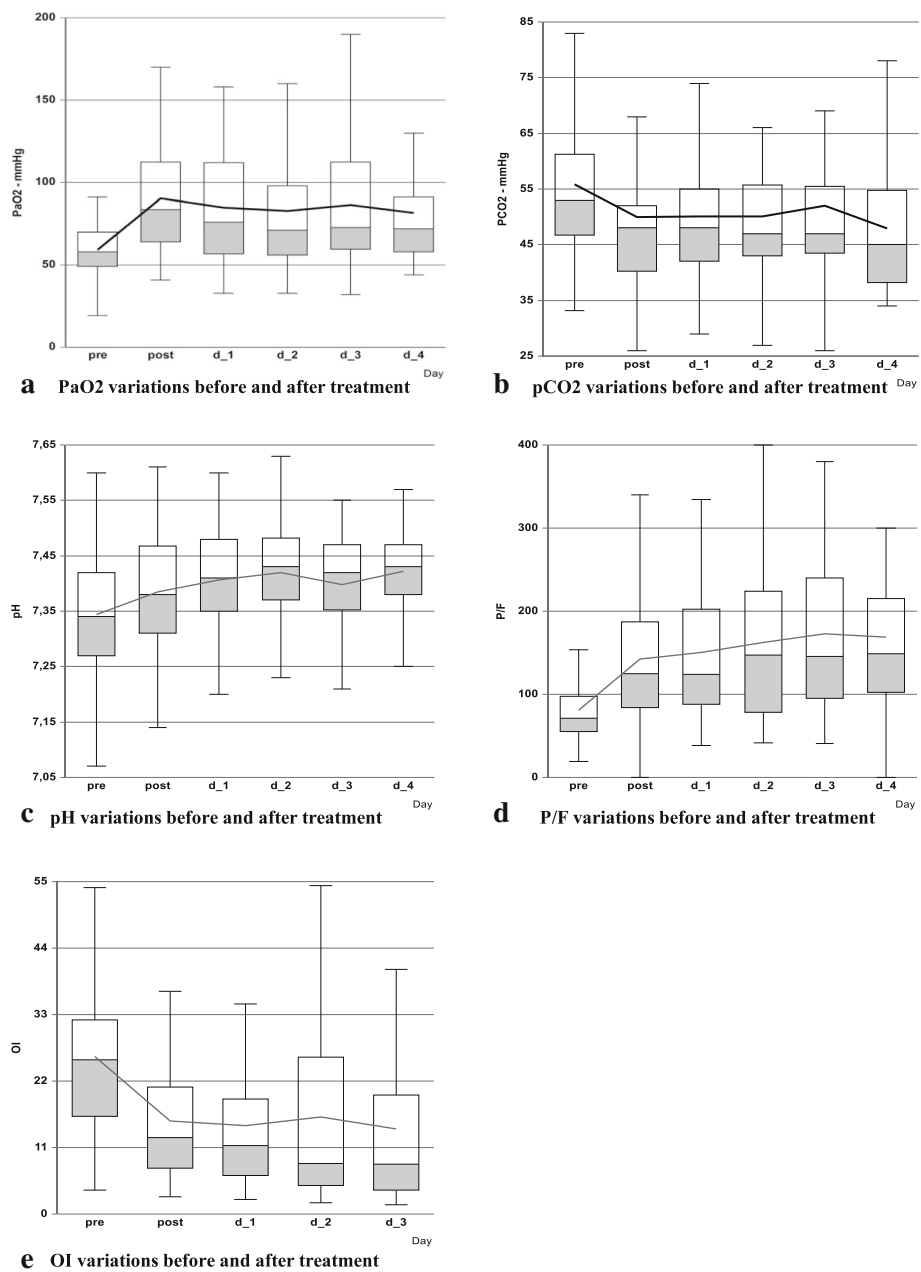 200
150
100
50
0
PaO2 - mmHg
pre post d_1 d_2 d_3 d_4
Day
a PaO2 variations before and after treatment
85
75
65
55
45
35
25
PCO2 - mmHg
pre post d_1 d_2 d_3 d_4
Day
b pCO2 variations before and after treatment
7,65
7,55
7,45
7,35
7,25
7,15
7,05
pH
pre post d_1 d_2 d_3 d_4
Day
c pH variations before and after treatment
400
300
200
100
0
P/F
pre post d_1 d_2 d_3 d_4
Day
d P/F variations before and after treatment
55
44
33
22
11
0
OI
pre post d_1 d_2 d_3
Day
e OI variations before and after treatment